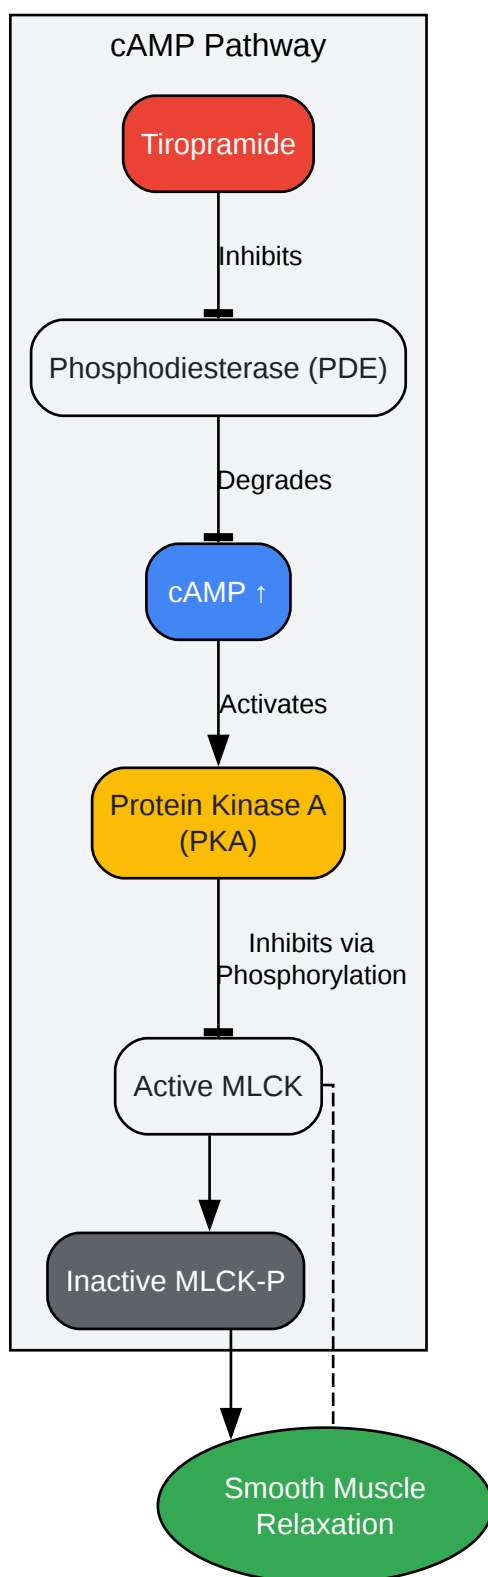 cAMP Pathway
Tiropramide
Inhibits
Phosphodiesterase (PDE)
Degrades
cAMP ↑
Activates
Protein Kinase A
(PKA)
Inhibits via
Phosphorylation
Active MLCK
Inactive MLCK-P
Smooth Muscle
Relaxation